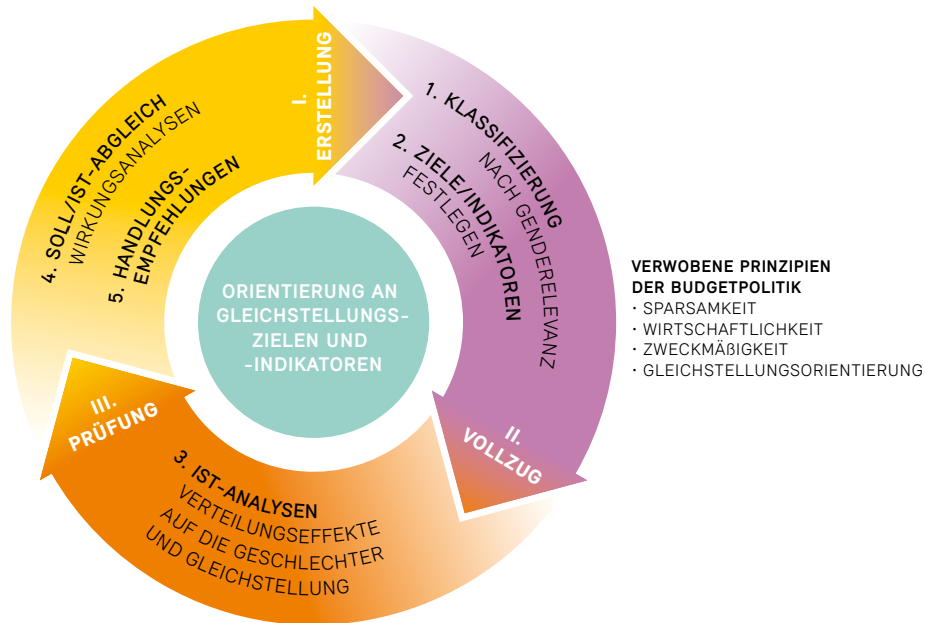 I.
ERSTELLUNG
1. KLASSIFIZIERUNG
NACH GENDERRELEVANZ
2. ZIELE/INDIKATOREN
FESTLEGEN
II.
VOLLZUG
3. IST-ANALYSEN
VERTEILUNGSEFFEKTE
AUF DIE GESCHLECHTER
UND GLEICHSTELLUNG
III.
PRÜFUNG
4. SOLL/IST-ABGLEICH
WIRKUNGSANALYSEN
5. HANDLUNGS-
EMPFEHLUNGEN
ORIENTIERUNG AN
GLEICHSTELLUNGS-
ZIELEN UND
-INDIKATOREN
VERWOBENE PRINZIPIEN
DER BUDGETPOLITIK
· SPARSAMKEIT
· WIRTSCHAFTLICHKEIT
· ZWECKMÄẞIGKEIT
· GLEICHSTELLUNGSORIENTIERUNG